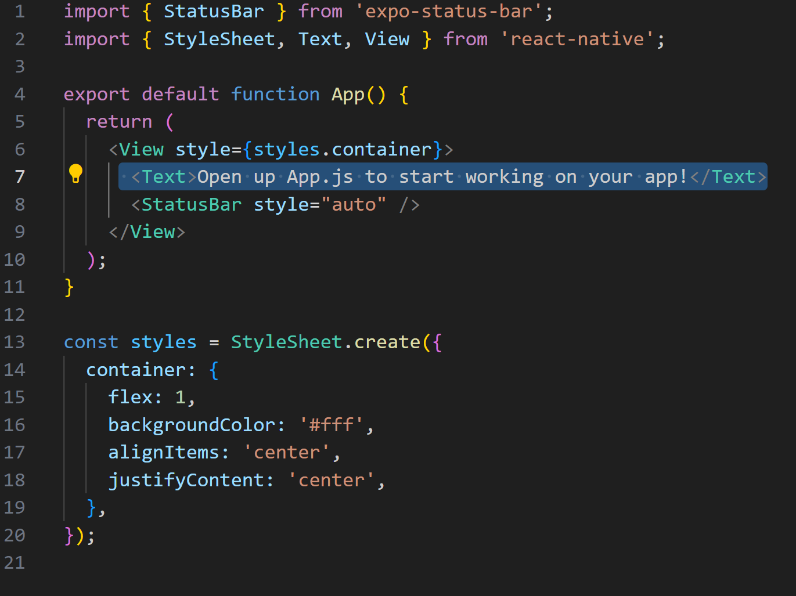 1 import { StatusBar } from 'expo-status-bar';
2 import { StyleSheet, Text, View } from 'react-native';
3
4 export default function App() {
5   return (
6     <View style={styles.container}>
7       <Text>Open up App.js to start working on your app!</Text>
8       <StatusBar style="auto" />
9     </View>
10   );
11 }
12
13 const styles = StyleSheet.create({
14   container: {
15     flex: 1,
16     backgroundColor: '#fff',
17     alignItems: 'center',
18     justifyContent: 'center',
19   },
20 });
21